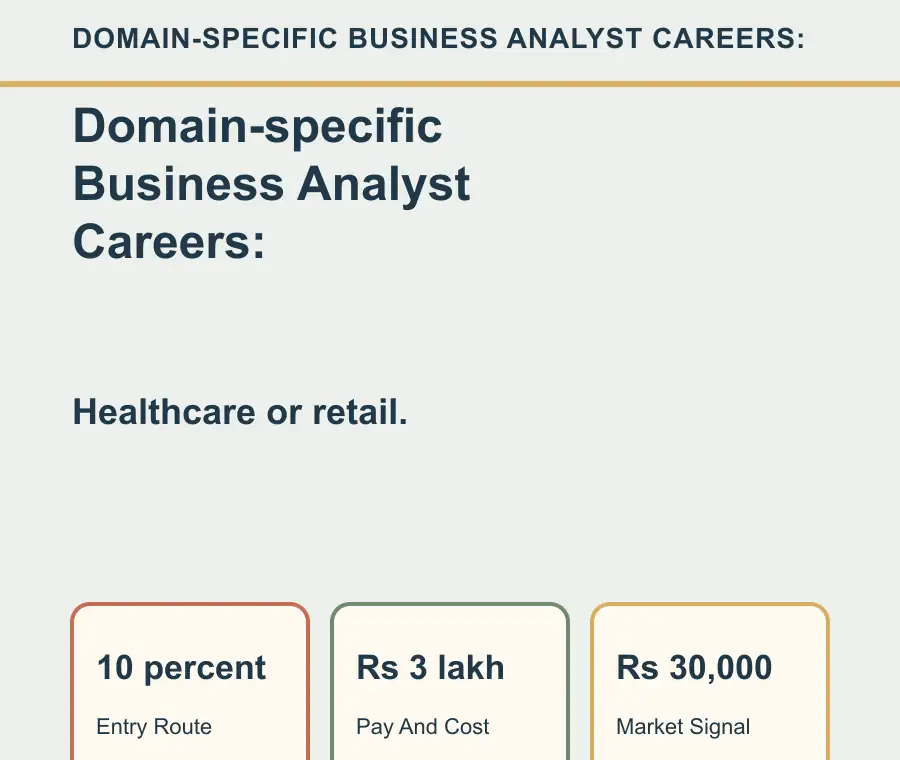 DOMAIN-SPECIFIC BUSINESS ANALYST CAREERS:
Domain-specific
Business Analyst
Careers:
Healthcare or retail.
10 percent
Entry Route
Rs 3 lakh
Pay And Cost
Rs 30,000
Market Signal